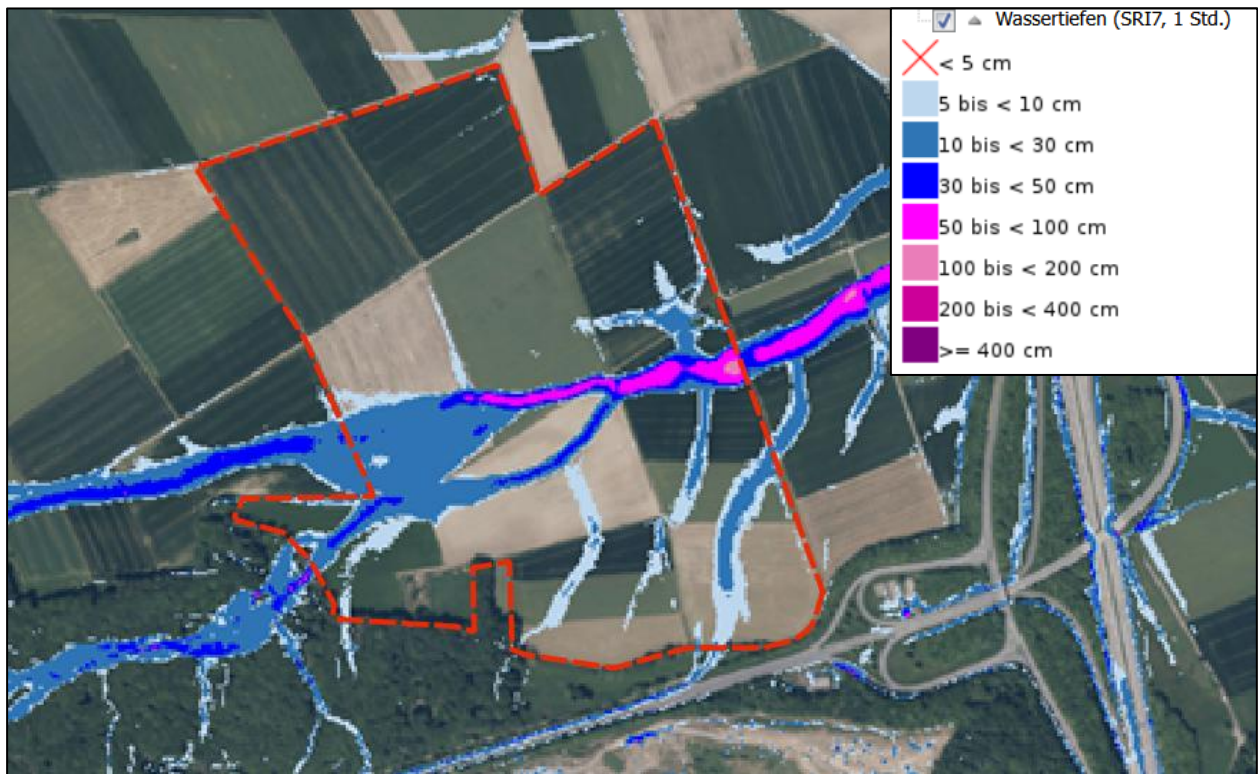 Wassertiefen (SRI7, 1 Std.)
< 5 cm
5 bis < 10 cm
10 bis < 30 cm
30 bis < 50 cm
50 bis < 100 cm
100 bis < 200 cm
200 bis < 400 cm
>= 400 cm